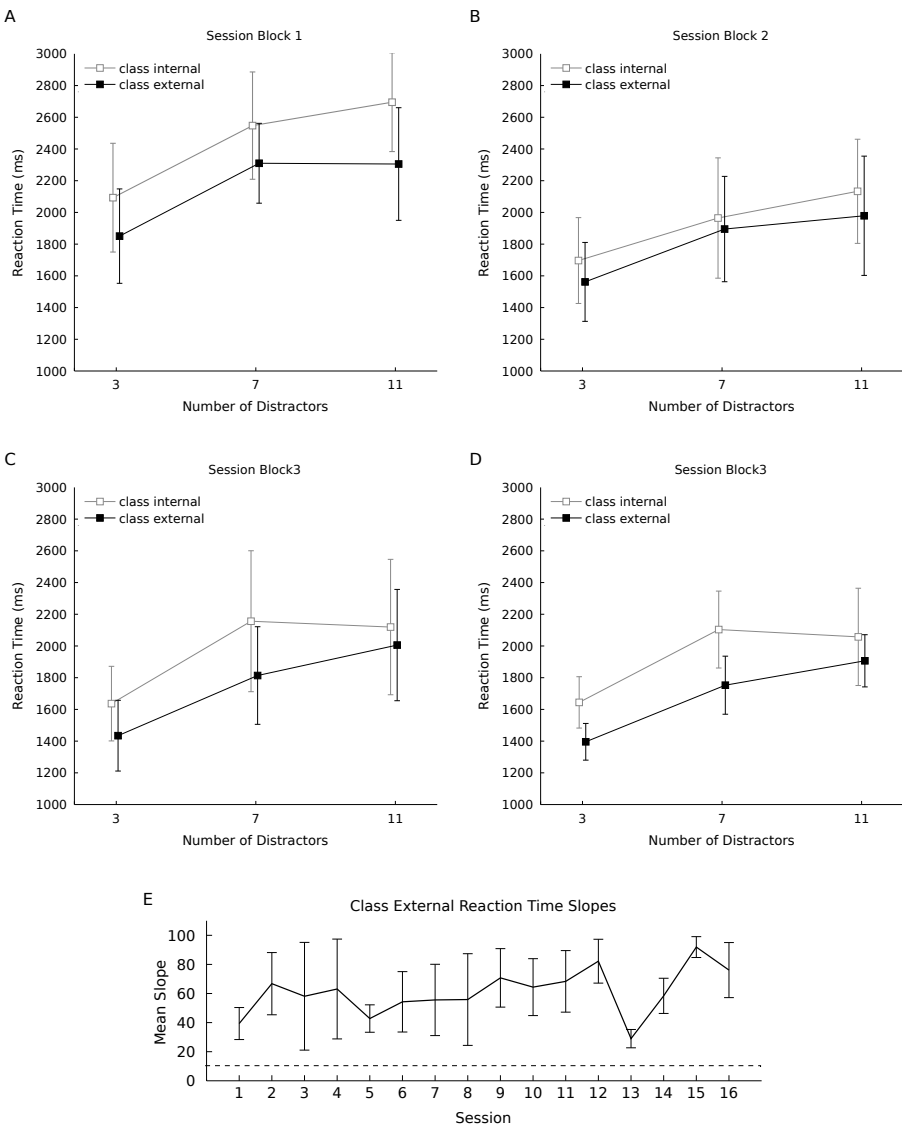 A
Session Block 1
3000
2800
2600
2400
2200
2000
1800
1600
1400
1200
1000
class internal
class external
Reaction Time (ms)
3 7 11
Number of Distractors
B
Session Block 2
3000
2800
2600
2400
2200
2000
1800
1600
1400
1200
1000
class internal
class external
Reaction Time (ms)
3 7 11
Number of Distractors
C
Session Block3
3000
2800
2600
2400
2200
2000
1800
1600
1400
1200
1000
class internal
class external
Reaction Time (ms)
3 7 11
Number of Distractors
D
Session Block3
3000
2800
2600
2400
2200
2000
1800
1600
1400
1200
1000
class internal
class external
Reaction Time (ms)
3 7 11
Number of Distractors
E
Class External Reaction Time Slopes
100
80
60
40
20
0
Mean Slope
1 2 3 4 5 6 7 8 9 10 11 12 13 14 15 16
Session